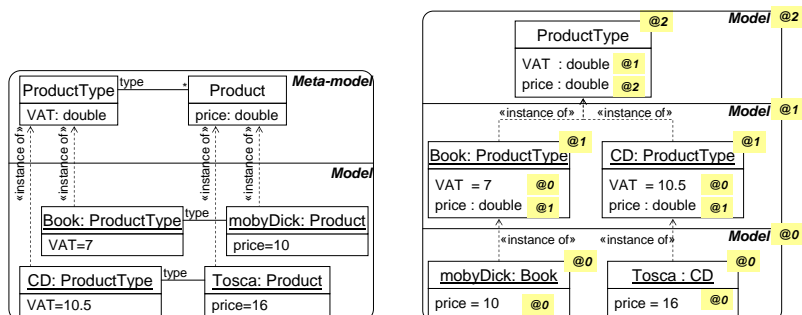 Meta-model
ProductType
type
*
Product
VAT: double
price: double
«instance of»
«instance of»
«instance of»
«instance of»
Model
Book: ProductType
type
mobyDick: Product
VAT=7
price=10
CD: ProductType
type
Tosca: Product
VAT=10.5
price=16
Model @2
ProductType @2
VAT : double @1
price : double @2
Model @1
«instance of» «instance of»
Book: ProductType @1
VAT = 7 @0
price : double @1
CD: ProductType @1
VAT = 10.5 @0
price : double @1
Model @0
«instance of» «instance of»
mobyDick: Book @0
price = 10 @0
Tosca : CD @0
price = 16 @0